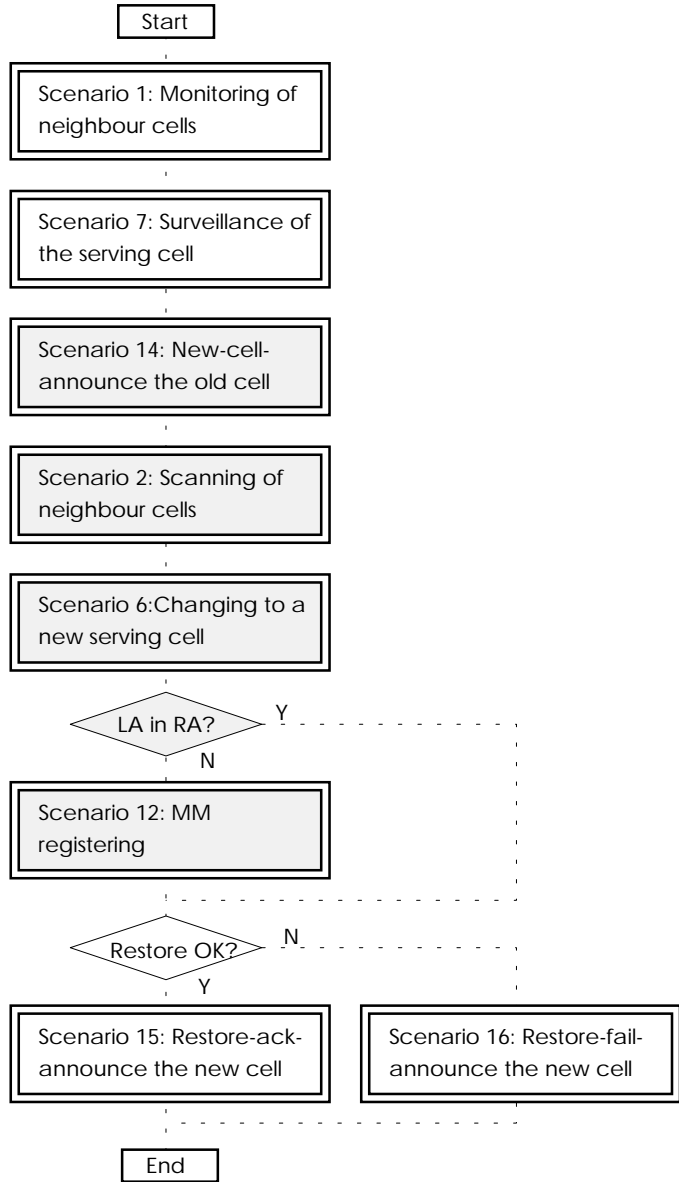 Start
Scenario 1: Monitoring of
neighbour cells
Scenario 7: Surveillance of
the serving cell
Scenario 14: New-cell-
announce the old cell
Scenario 2: Scanning of
neighbour cells
Scenario 6:Changing to a
new serving cell
LA in RA?
Y
N
Scenario 12: MM
registering
Restore OK?
N
Y
Scenario 15: Restore-ack-
announce the new cell
Scenario 16: Restore-fail-
announce the new cell
End